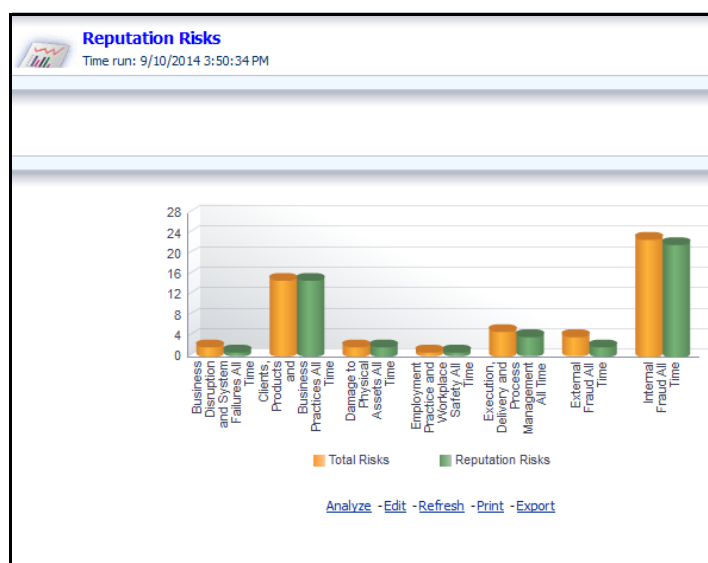 Reputation Risks
Time run: 9/10/2014 3:50:34 PM
28
24
20
16
12
8
4
0
Business
Disruption
and System
Failures All
Time
Clients,
Products
and
Business
Practices All
Time
Damage to
Physical
Assets All
Time
Employment
Practice and
Workplace
Safety All
Time
Execution,
Delivery and
Process
Management
All Time
External
Fraud All
Time
Internal
Fraud All
Time
Total Risks
Reputation Risks
Analyze - Edit - Refresh - Print - Export